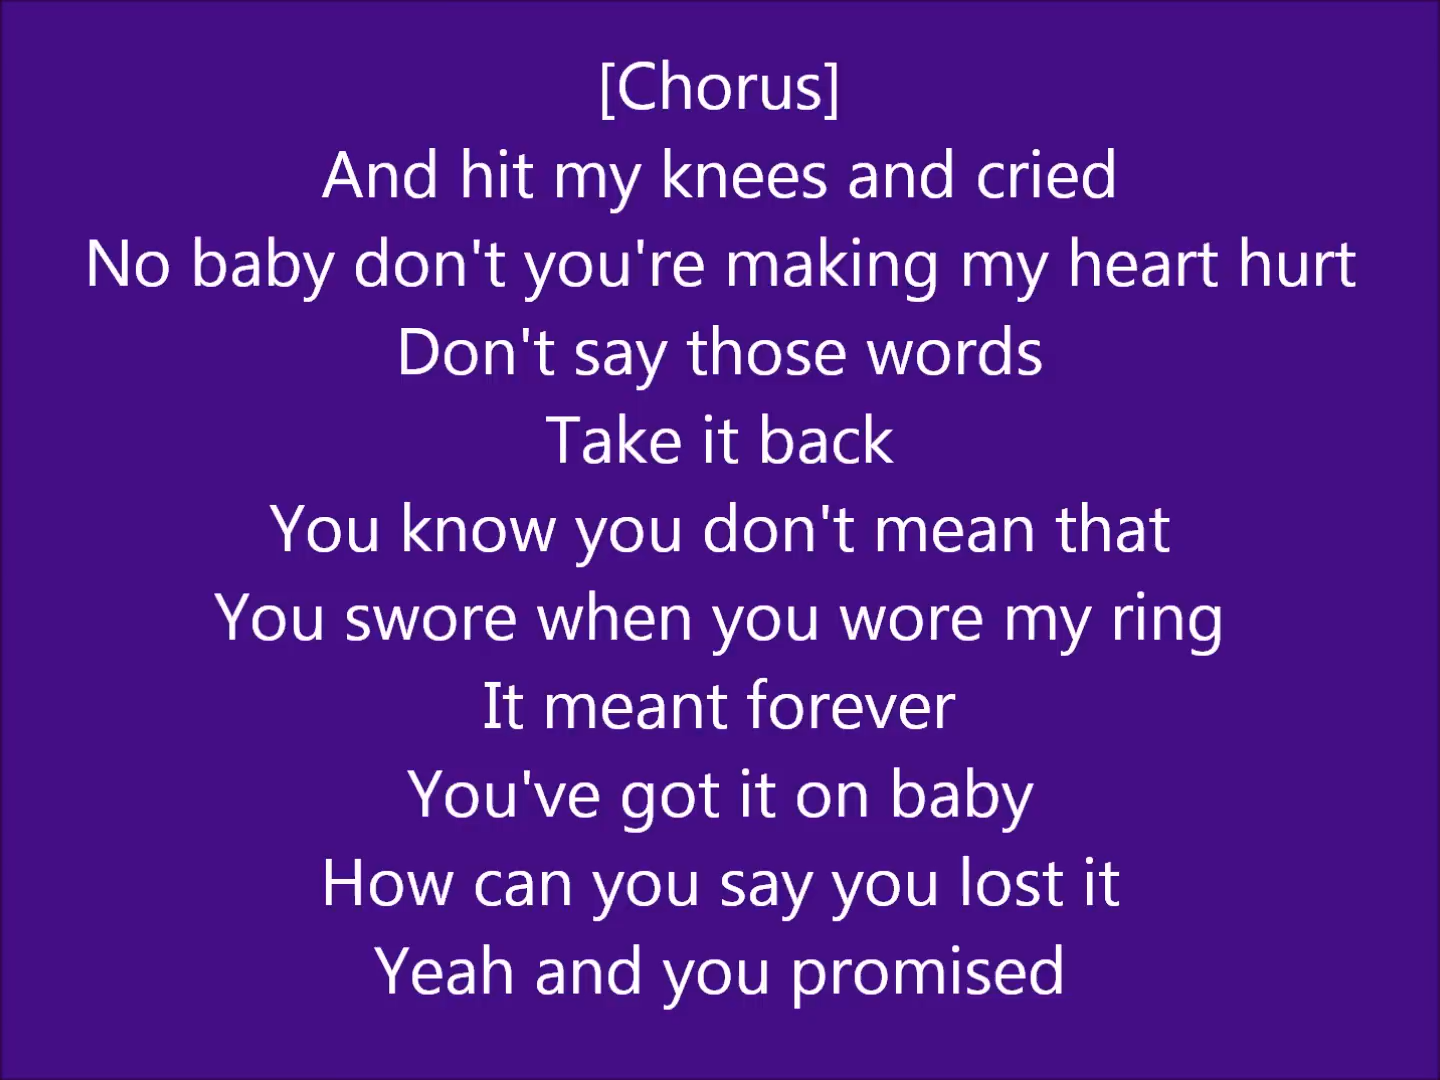 [Chorus]
And hit my knees and cried
No baby don't you're making my heart hurt
Don't say those words
Take it back
You know you don't mean that
You swore when you wore my ring
It meant forever
You've got it on baby
How can you say you lost it
Yeah and you promised